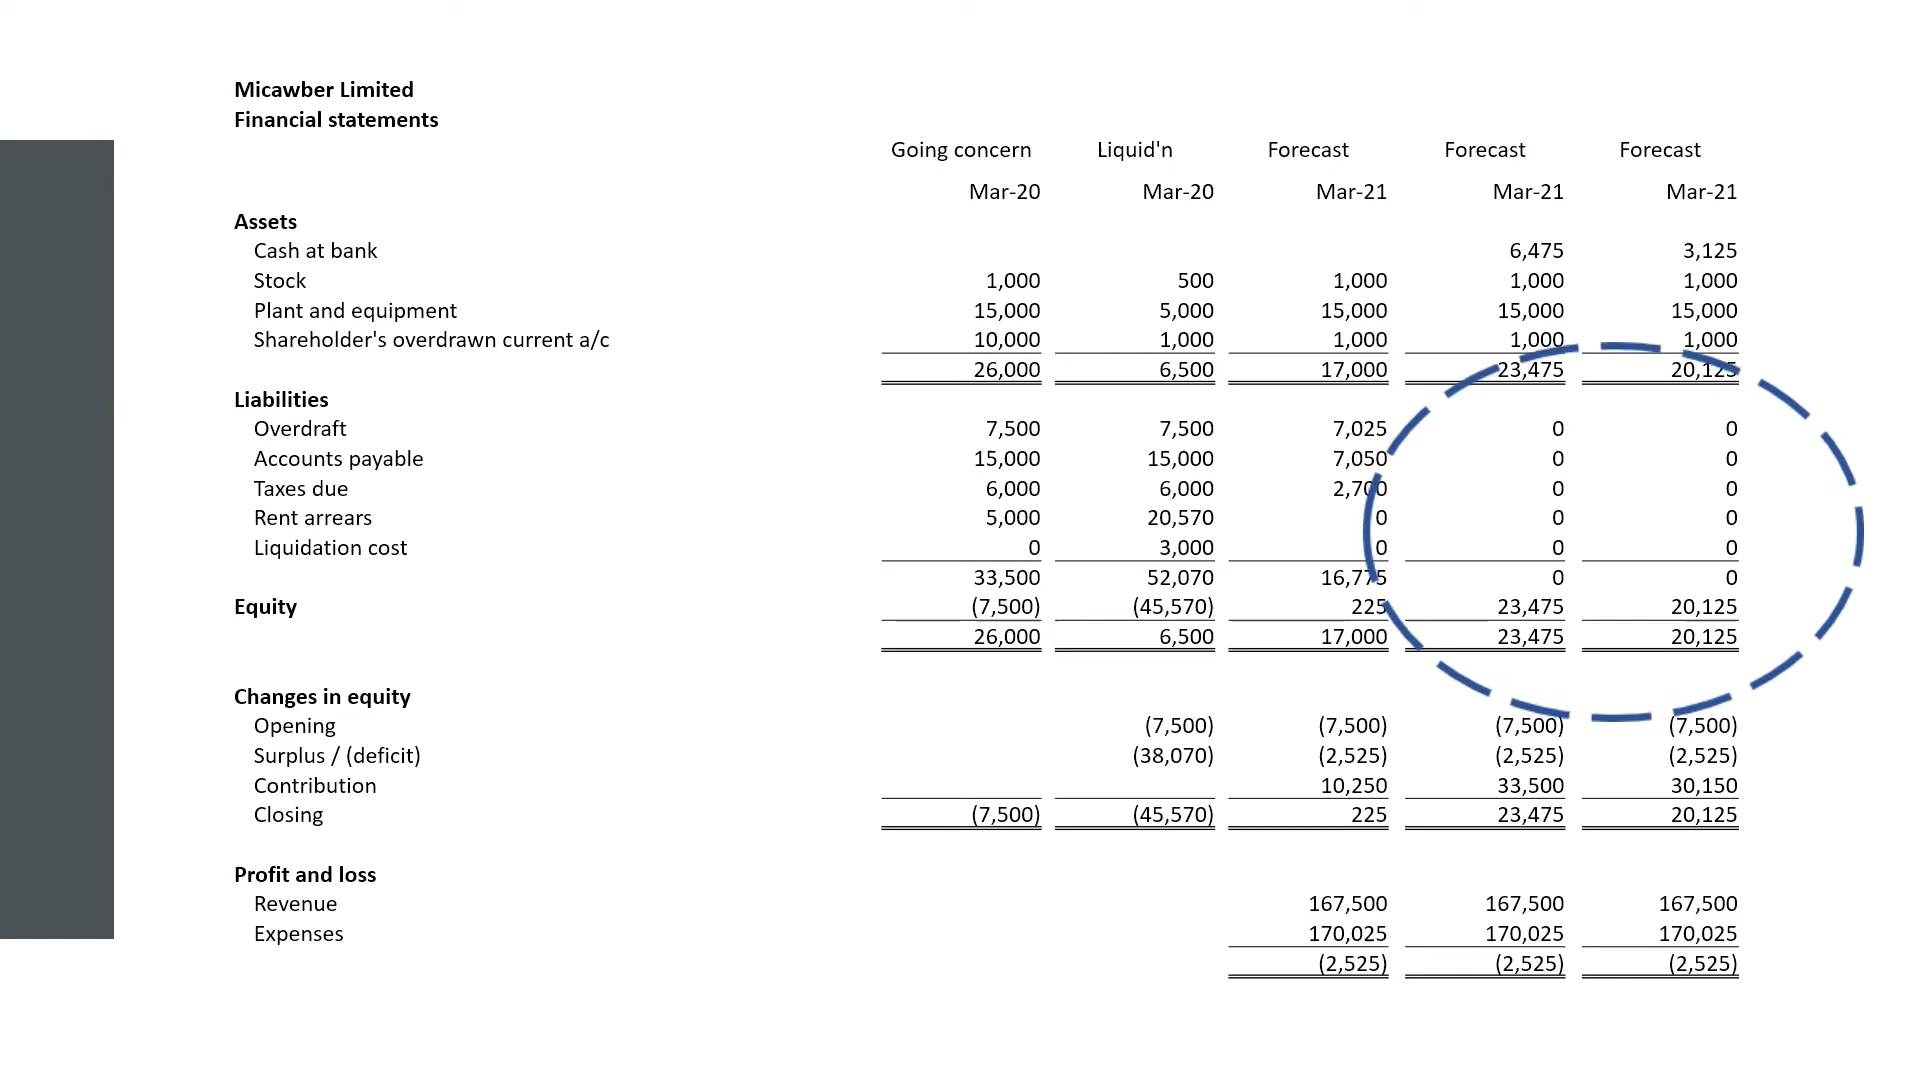 Micawber Limited
Financial statements
Going concern Liquid'n Forecast Forecast Forecast
Mar-20 Mar-20 Mar-21 Mar-21 Mar-21
Assets
Cash at bank 6,475 3,125
Stock 1,000 500 1,000 1,000 1,000
Plant and equipment 15,000 5,000 15,000 15,000 15,000
Shareholder's overdrawn current a/c 10,000 1,000 1,000 1,000 1,000
26,000 6,500 17,000 23,475 20,125
Liabilities
Overdraft 7,500 7,500 7,025 0 0
Accounts payable 15,000 15,000 7,050 0 0
Taxes due 6,000 6,000 2,700 0 0
Rent arrears 5,000 20,570 0 0 0
Liquidation cost 0 3,000 0 0 0
33,500 52,070 16,775 0 0
Equity (7,500) (45,570) 225 23,475 20,125
26,000 6,500 17,000 23,475 20,125
Changes in equity
Opening (7,500) (7,500) (7,500) (7,500)
Surplus / (deficit) (38,070) (2,525) (2,525) (2,525)
Contribution 10,250 33,500 30,150
Closing (7,500) (45,570) 225 23,475 20,125
Profit and loss
Revenue 167,500 167,500 167,500
Expenses 170,025 170,025 170,025
(2,525) (2,525) (2,525)